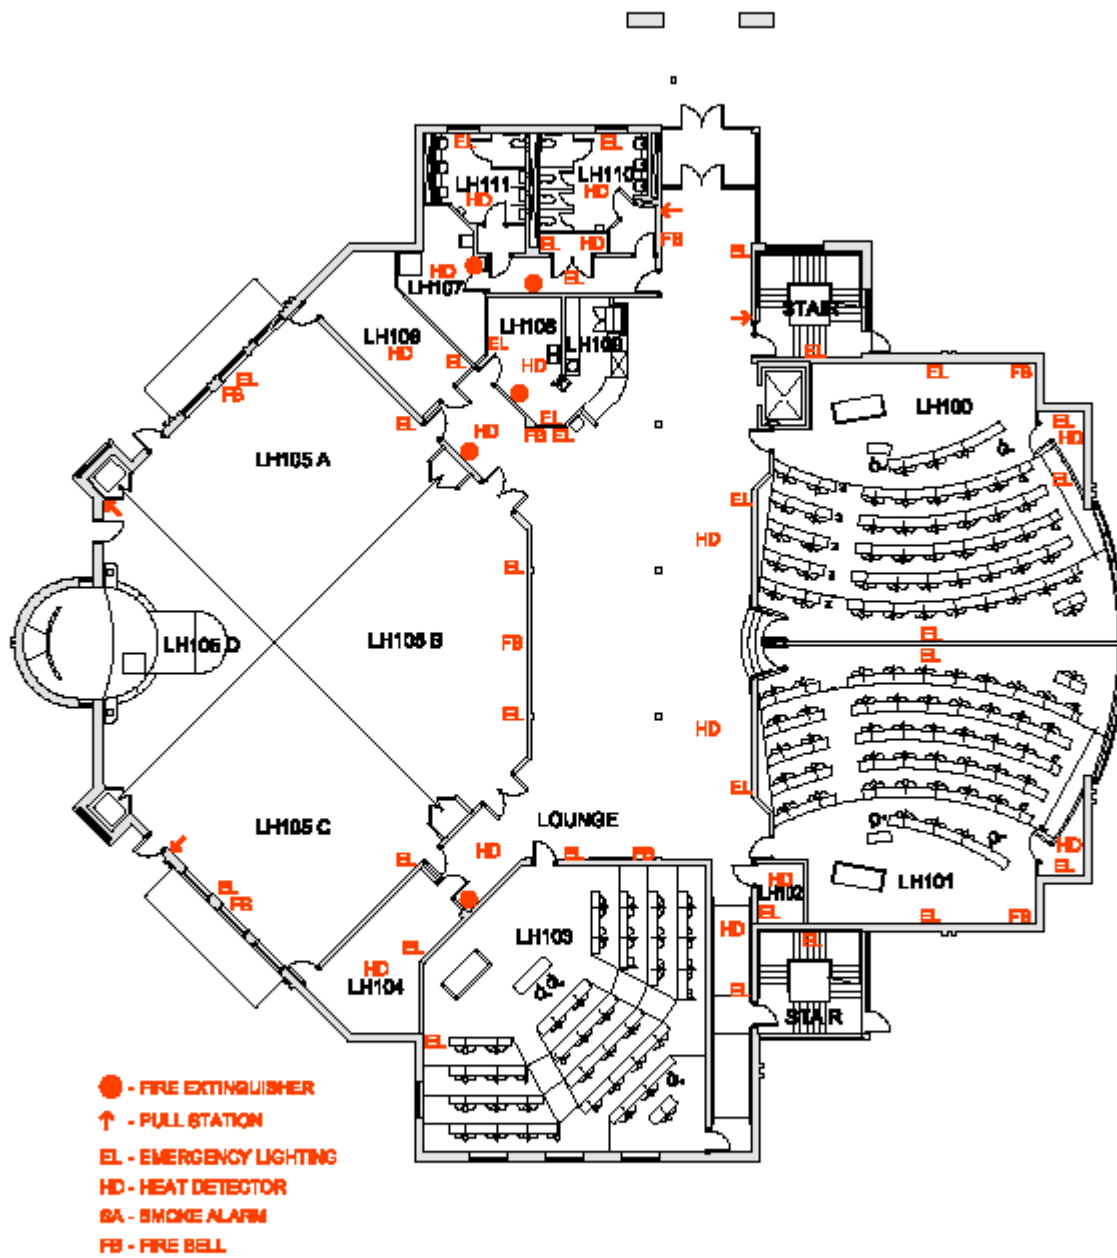 EL
EL
LH111
LH110
HD
HD
FB
EL
HD
EL
HD
EL
LH107
STAIR
LH108
LH106
LH109
EL
HD
EL
EL
HD
EL
FB
EL
FB
EL
LH100
EL
EL
FB EL
HD
EL
HD
LH105 A
EL
EL
HD
EL
LH105 D
LH105 B
FB
EL
EL
EL
HD
EL
LOUNGE
LH105 C
HD
EL
EL
FB
HD
EL
HD
LH102
LH101
EL
FB
EL
EL
FB
LH103
HD
EL
EL
HD
LH104
EL
STAIR
EL
- FIRE EXTINGUISHER
- PULL STATION
EL - EMERGENCY LIGHTING
HD - HEAT DETECTOR
SA - SMOKE ALARM
FB - FIRE BELL